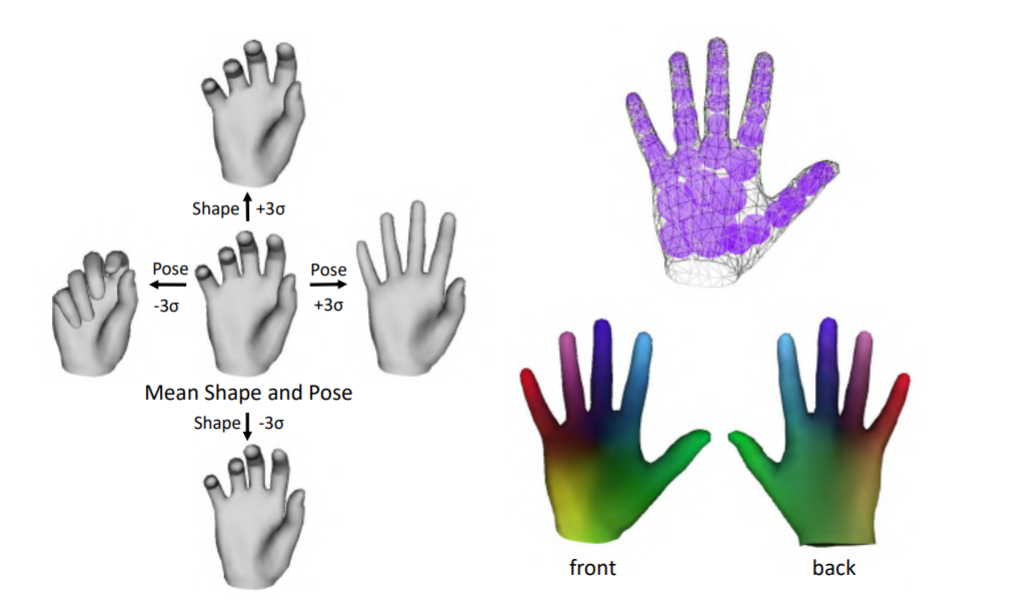 Shape +3σ
Pose
-3σ
Pose
+3σ
Mean Shape and Pose
Shape -3σ
front
back